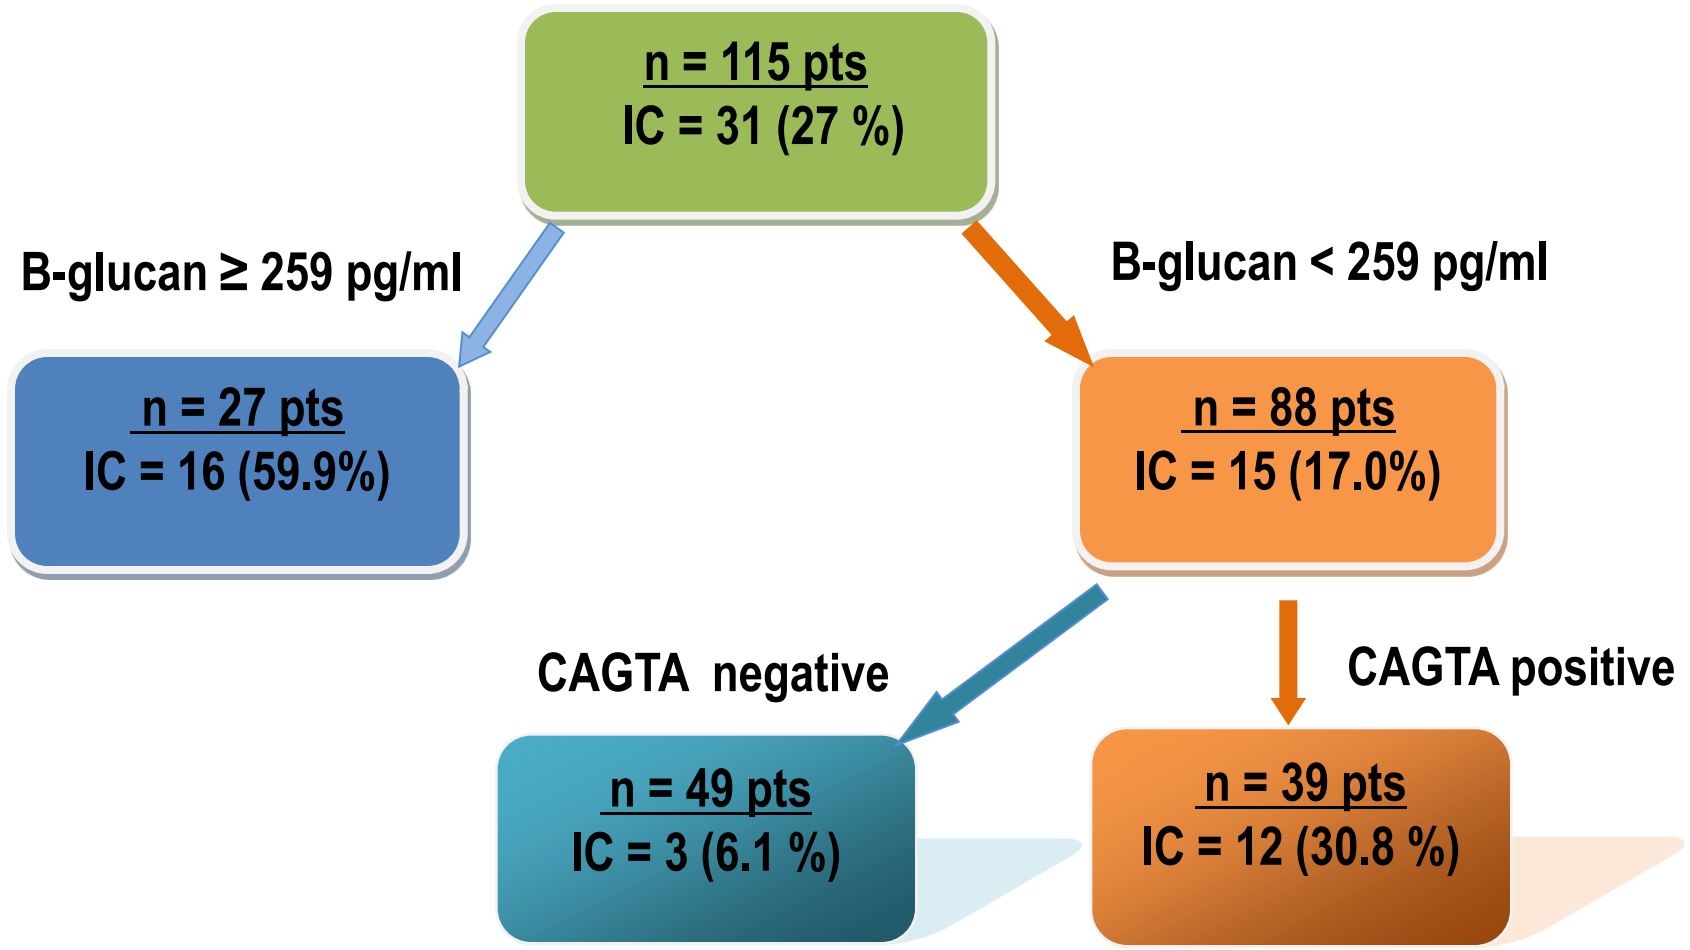 n = 115 pts
IC = 31 (27 %)
B-glucan ≥ 259 pg/ml
B-glucan < 259 pg/ml
n = 27 pts
IC = 16 (59.9%)
n = 88 pts
IC = 15 (17.0%)
CAGTA negative
CAGTA positive
n = 49 pts
IC = 3 (6.1 %)
n = 39 pts
IC = 12 (30.8 %)